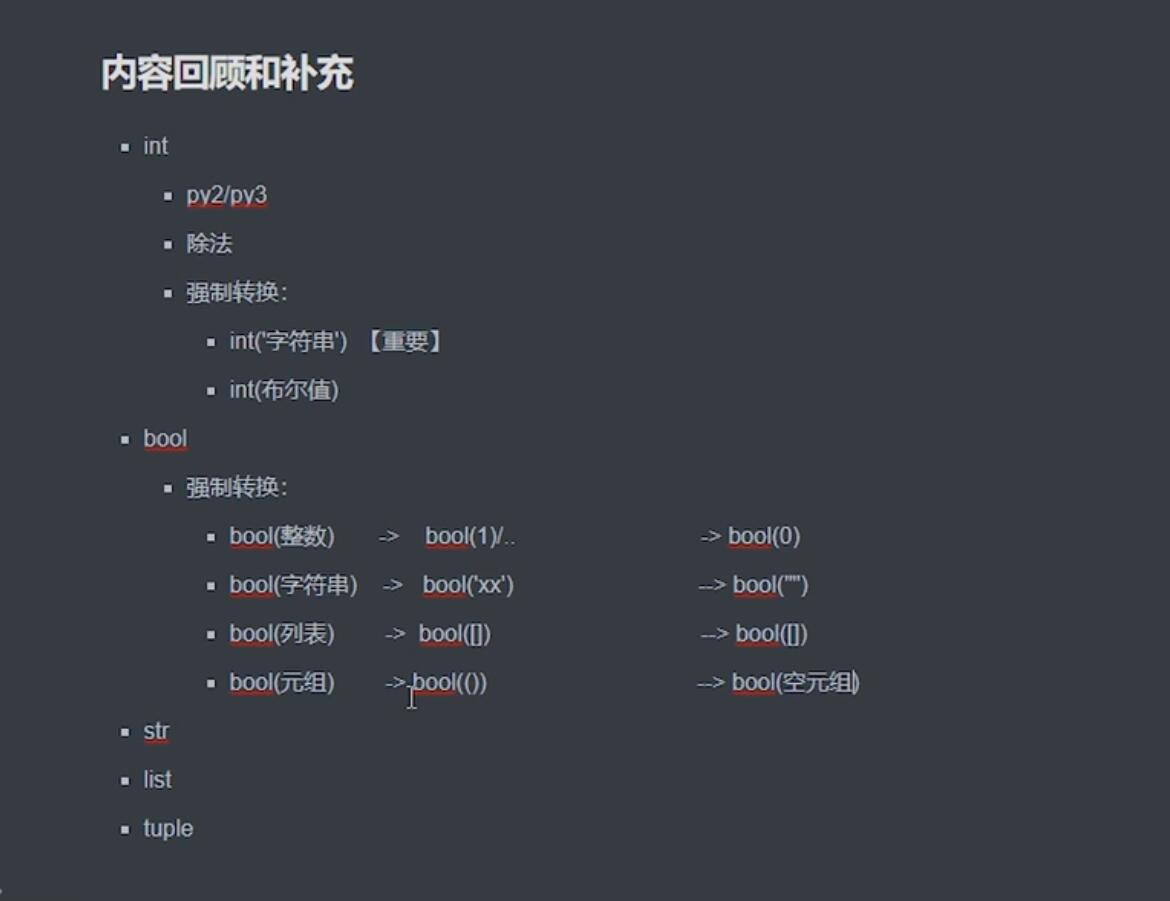 内容回顾和补充
int
py2/py3
除法
强制转换：
int('字符串') 【重要】
int(布尔值)
bool
强制转换：
bool(整数) -> bool(1)/.. -> bool(0)
bool(字符串) -> bool('xx') --> bool("")
bool(列表) -> bool([]) --> bool([])
bool(元组) -> bool(()) --> bool(空元组)
str
list
tuple